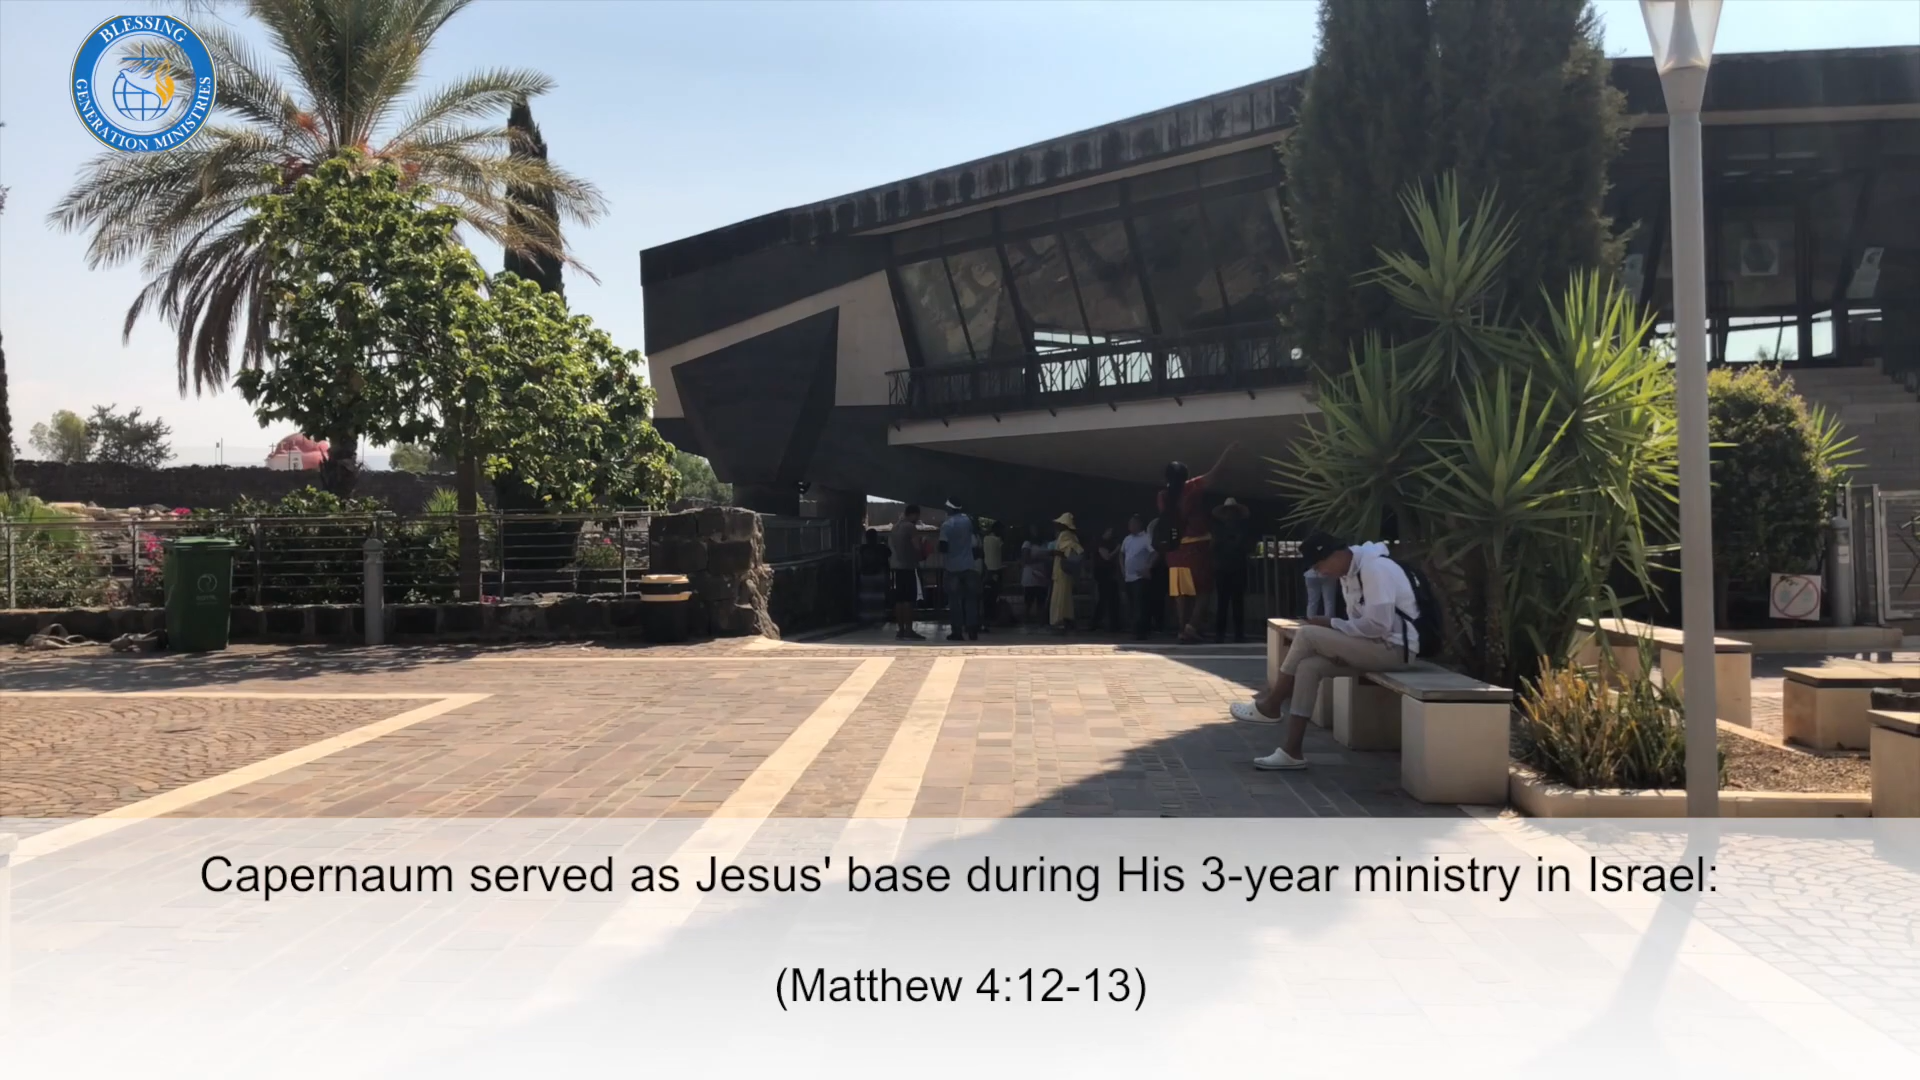 BLESSING
GENERATION MINISTRIES
Capernaum served as Jesus' base during His 3-year ministry in Israel:
(Matthew 4:12-13)